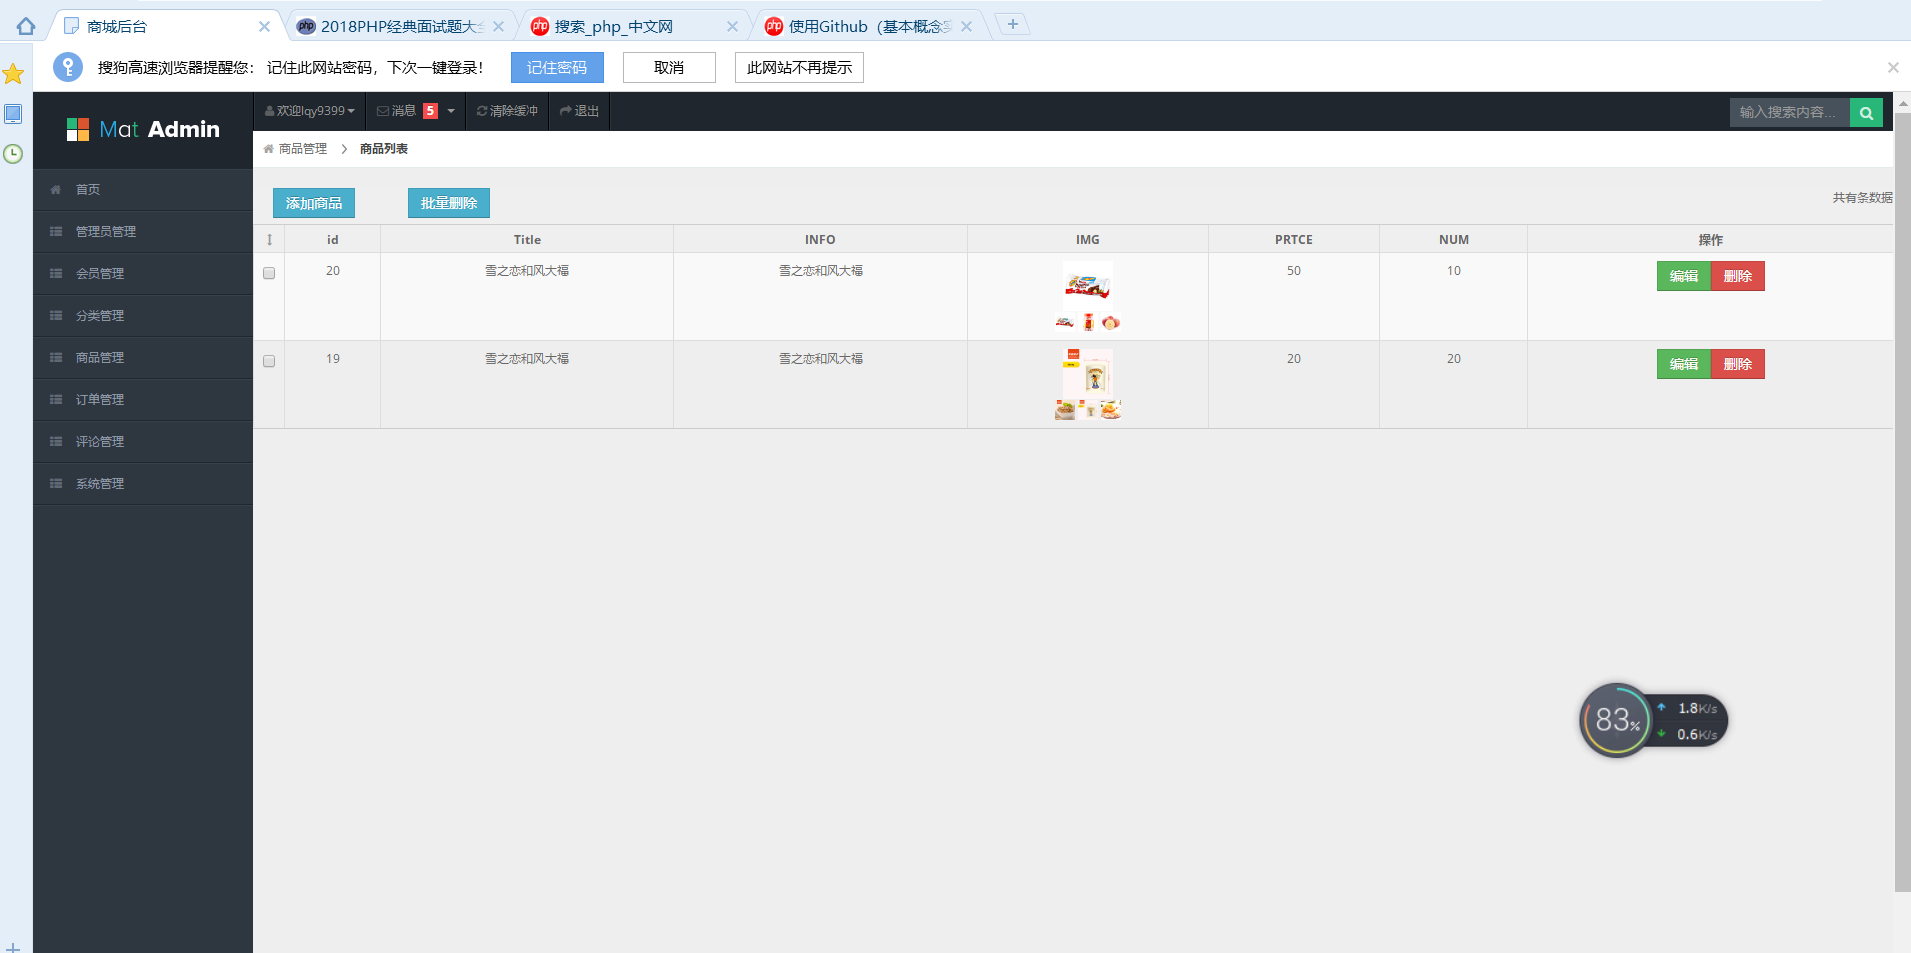 商城后台
2018PHP经典面试题大
搜索_php_中文网
使用Github（基本概念
搜狗高速浏览器提醒您： 记住此网站密码，下次一键登录！ 记住密码 取消 此网站不再提示
Mat Admin
欢迎lqy9399 消息 5 清除缓冲 退出 输入搜索内容...
商品管理 商品列表
首页
管理员管理
会员管理
分类管理
商品管理
订单管理
评论管理
系统管理
添加商品 批量删除 共有条数据
id Title INFO IMG PRTCE NUM 操作
20 雪之恋和风大福 雪之恋和风大福 50 10 编辑 删除
19 雪之恋和风大福 雪之恋和风大福 20 20 编辑 删除
83% 1.8K/s
0.6K/s